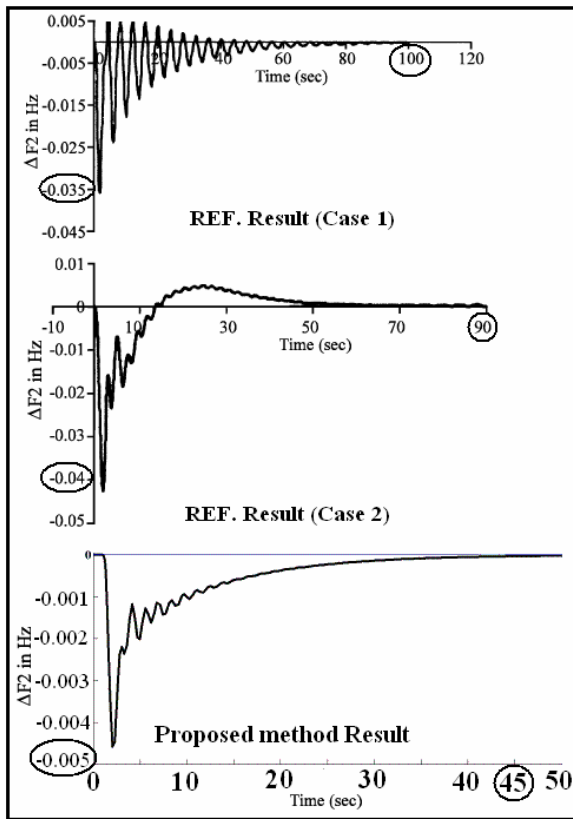 0.005
-0.005
-0.015
-0.025
-0.035
-0.045
ΔF2 in Hz
0 20 40 60 80 100 120
Time (sec)
REF. Result (Case 1)
0.01
0
-0.01
-0.02
-0.03
-0.04
-0.05
ΔF2 in Hz
-10 10 30 50 70 90
Time (sec)
REF. Result (Case 2)
0
-0.001
-0.002
-0.003
-0.004
-0.005
ΔF2 in Hz
Proposed method Result
0 10 20 30 40 45 50
Time (sec)